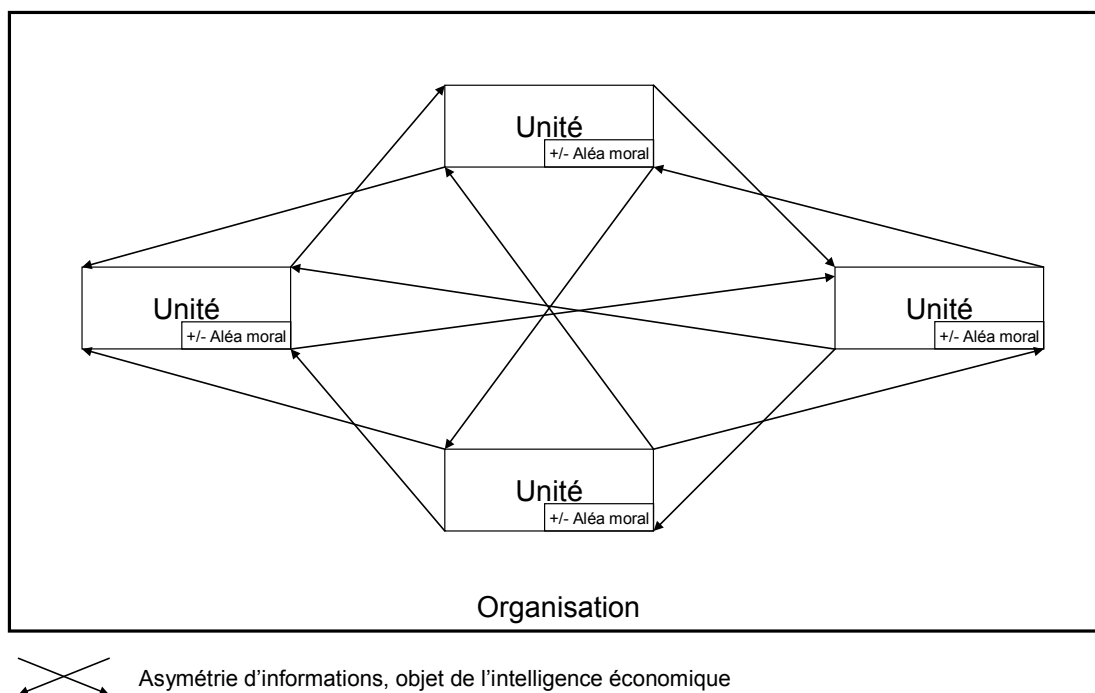 Unité
+/- Aléa moral
Unité
+/- Aléa moral
Unité
+/- Aléa moral
Unité
+/- Aléa moral
Organisation
Asymétrie d’informations, objet de l’intelligence économique